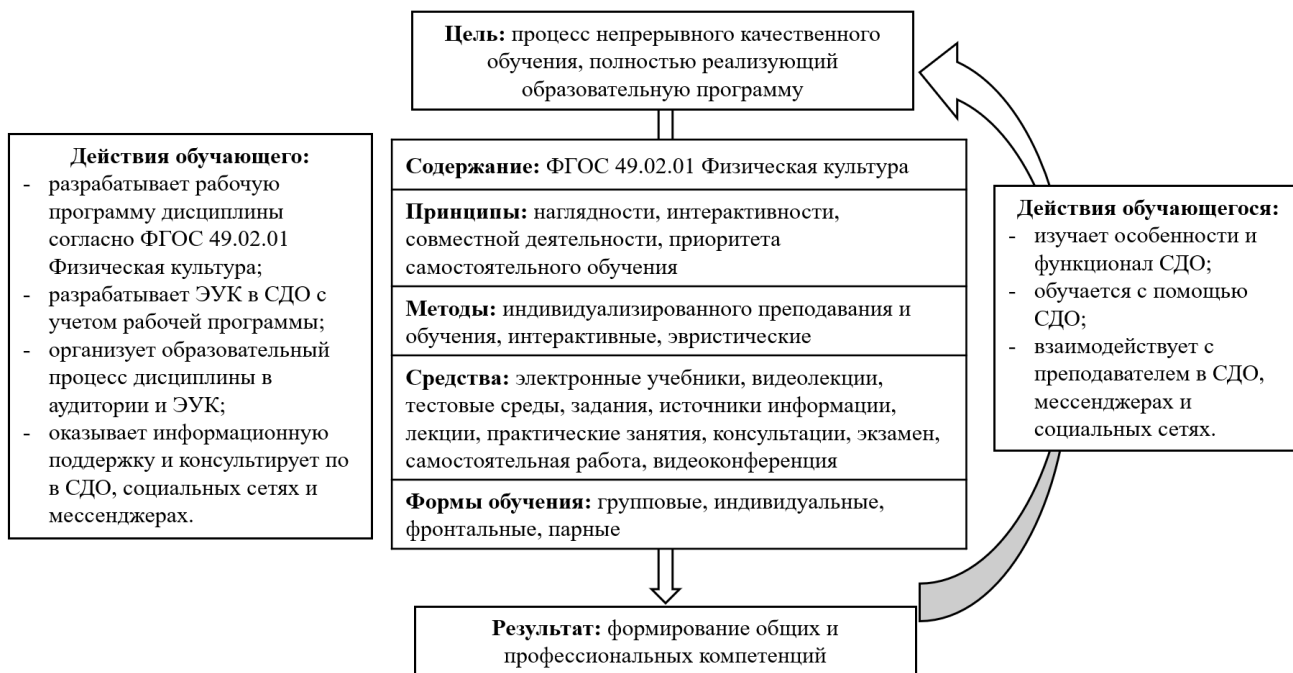 Цель: процесс непрерывного качественного
обучения, полностью реализующий
образовательную программу
Действия обучающего:
- разрабатывает рабочую
программу дисциплины
согласно ФГОС 49.02.01
Физическая культура;
- разрабатывает ЭУК в СДО с
учетом рабочей программы;
- организует образовательный
процесс дисциплины в
аудитории и ЭУК;
- оказывает информационную
поддержку и консультирует по
в СДО, социальных сетях и
мессенджерах.
Содержание: ФГОС 49.02.01 Физическая культура
Принципы: наглядности, интерактивности,
совместной деятельности, приоритета
самостоятельного обучения
Методы: индивидуализированного преподавания и
обучения, интерактивные, эвристические
Средства: электронные учебники, видеолекции,
тестовые среды, задания, источники информации,
лекции, практические занятия, консультации, экзамен,
самостоятельная работа, видеоконференция
Формы обучения: групповые, индивидуальные,
фронтальные, парные
Действия обучающегося:
- изучает особенности и
функционал СДО;
- обучается с помощью
СДО;
- взаимодействует с
преподавателем в СДО,
мессенджерах и
социальных сетях.
Результат: формирование общих и
профессиональных компетенций